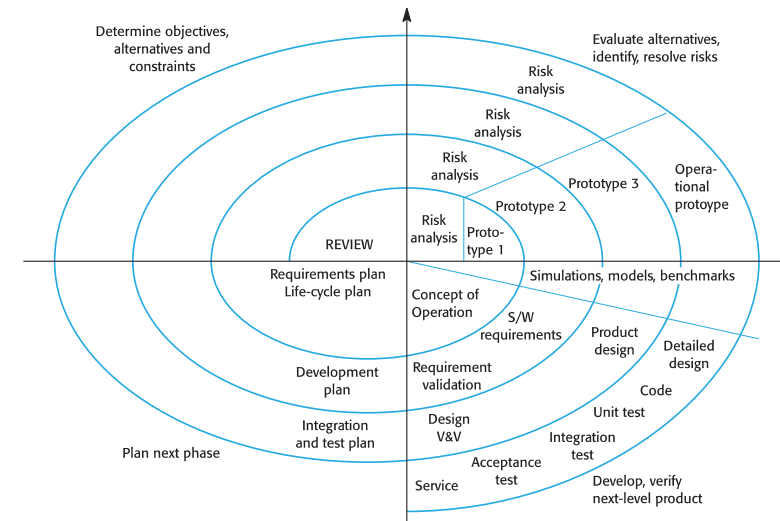 Determine objectives,
alternatives and
constraints
Evaluate alternatives,
identify, resolve risks
Risk
analysis
Risk
analysis
Risk
analysis
Risk
analysis
Proto-
type 1
Prototype 2
Prototype 3
Opera-
tional
protoype
REVIEW
Requirements plan
Life-cycle plan
Simulations, models, benchmarks
Concept of
Operation
S/W
requirements
Product
design
Detailed
design
Development
plan
Requirement
validation
Code
Unit test
Integration
and test plan
Design
V&V
Integration
test
Plan next phase
Acceptance
test
Service
Develop, verify
next-level product